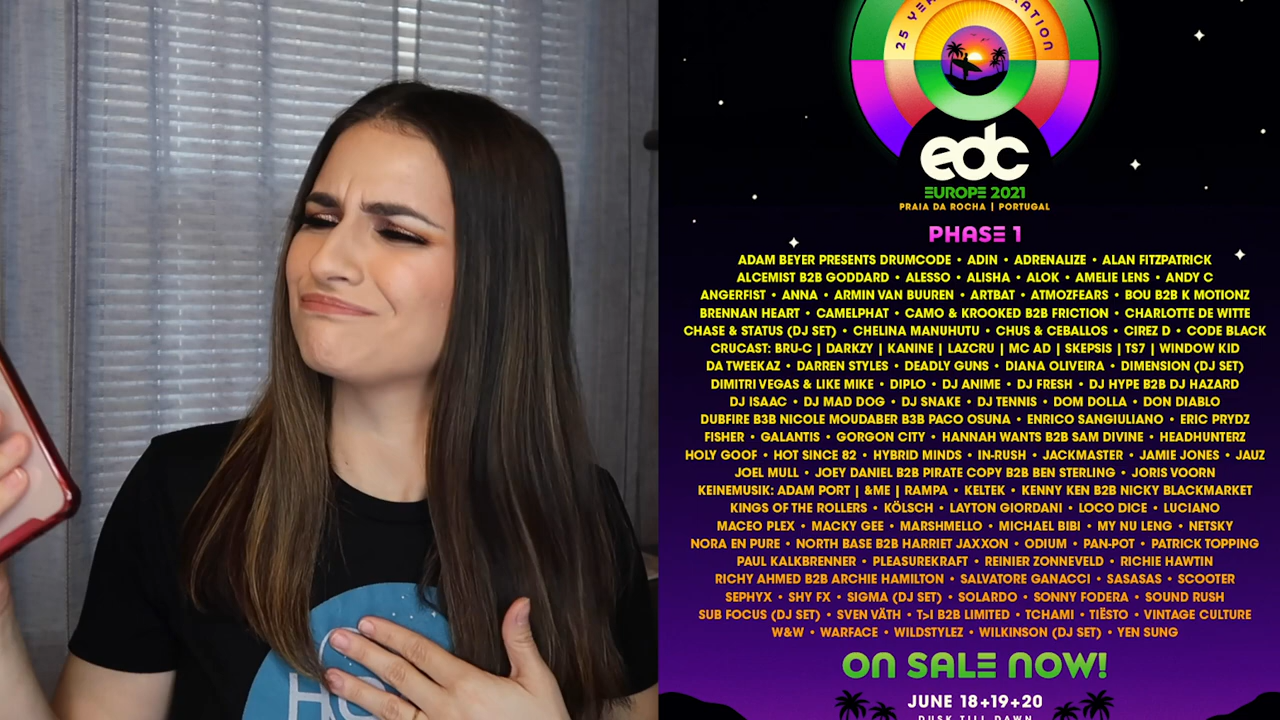 HO
25 YE RATION
edc
EUROPE 2021
PRAIA DA ROCHA | PORTUGAL
PHASE 1
ADAM BEYER PRESENTS DRUMCODE • ADIN • ADRENALIZE • ALAN FITZPATRICK
ALCEMIST B2B GODDARD • ALESSO • ALISHA • ALOK • AMELIE LENS • ANDY C
ANGERFIST • ANNA • ARMIN VAN BUUREN • ARTBAT • ATMOZFEARS • BOU B2B K MOTIONZ
BRENNAN HEART • CAMELPHAT • CAMO & KROOKED B2B FRICTION • CHARLOTTE DE WITTE
CHASE & STATUS (DJ SET) • CHELINA MANUHUTU • CHUS & CEBALLOS • CIREZ D • CODE BLACK
CRUCAST: BRU-C | DARKZY | KANINE | LAZCRU | MC AD | SKEPSIS | TS7 | WINDOW KID
DA TWEEKAZ • DARREN STYLES • DEADLY GUNS • DIANA OLIVEIRA • DIMENSION (DJ SET)
DIMITRI VEGAS & LIKE MIKE • DIPLO • DJ ANIME • DJ FRESH • DJ HYPE B2B DJ HAZARD
DJ ISAAC • DJ MAD DOG • DJ SNAKE • DJ TENNIS • DOM DOLLA • DON DIABLO
DUBFIRE B3B NICOLE MOUDABER B3B PACO OSUNA • ENRICO SANGIULIANO • ERIC PRYDZ
FISHER • GALANTIS • GORGON CITY • HANNAH WANTS B2B SAM DIVINE • HEADHUNTERZ
HOLY GOOF • HOT SINCE 82 • HYBRID MINDS • IN-RUSH • JACKMASTER • JAMIE JONES • JAUZ
JOEL MULL • JOEY DANIEL B2B PIRATE COPY B2B BEN STERLING • JORIS VOORN
KEINEMUSIK: ADAM PORT | &ME | RAMPA • KELTEK • KENNY KEN B2B NICKY BLACKMARKET
KINGS OF THE ROLLERS • KÖLSCH • LAYTON GIORDANI • LOCO DICE • LUCIANO
MACEO PLEX • MACKY GEE • MARSHMELLO • MICHAEL BIBI • MY NU LENG • NETSKY
NORA EN PURE • NORTH BASE B2B HARRIET JAXXON • ODIUM • PAN-POT • PATRICK TOPPING
PAUL KALKBRENNER • PLEASUREKRAFT • REINIER ZONNEVELD • RICHIE HAWTIN
RICHY AHMED B2B ARCHIE HAMILTON • SALVATORE GANACCI • SASASAS • SCOOTER
SEPHYX • SHY FX • SIGMA (DJ SET) • SOLARDO • SONNY FODERA • SOUND RUSH
SUB FOCUS (DJ SET) • SVEN VÄTH • T>I B2B LIMITED • TCHAMI • TIËSTO • VINTAGE CULTURE
W&W • WARFACE • WILDSTYLEZ • WILKINSON (DJ SET) • YEN SUNG
ON SALE NOW!
JUNE 18+19+20
DUSK TILL DAWN